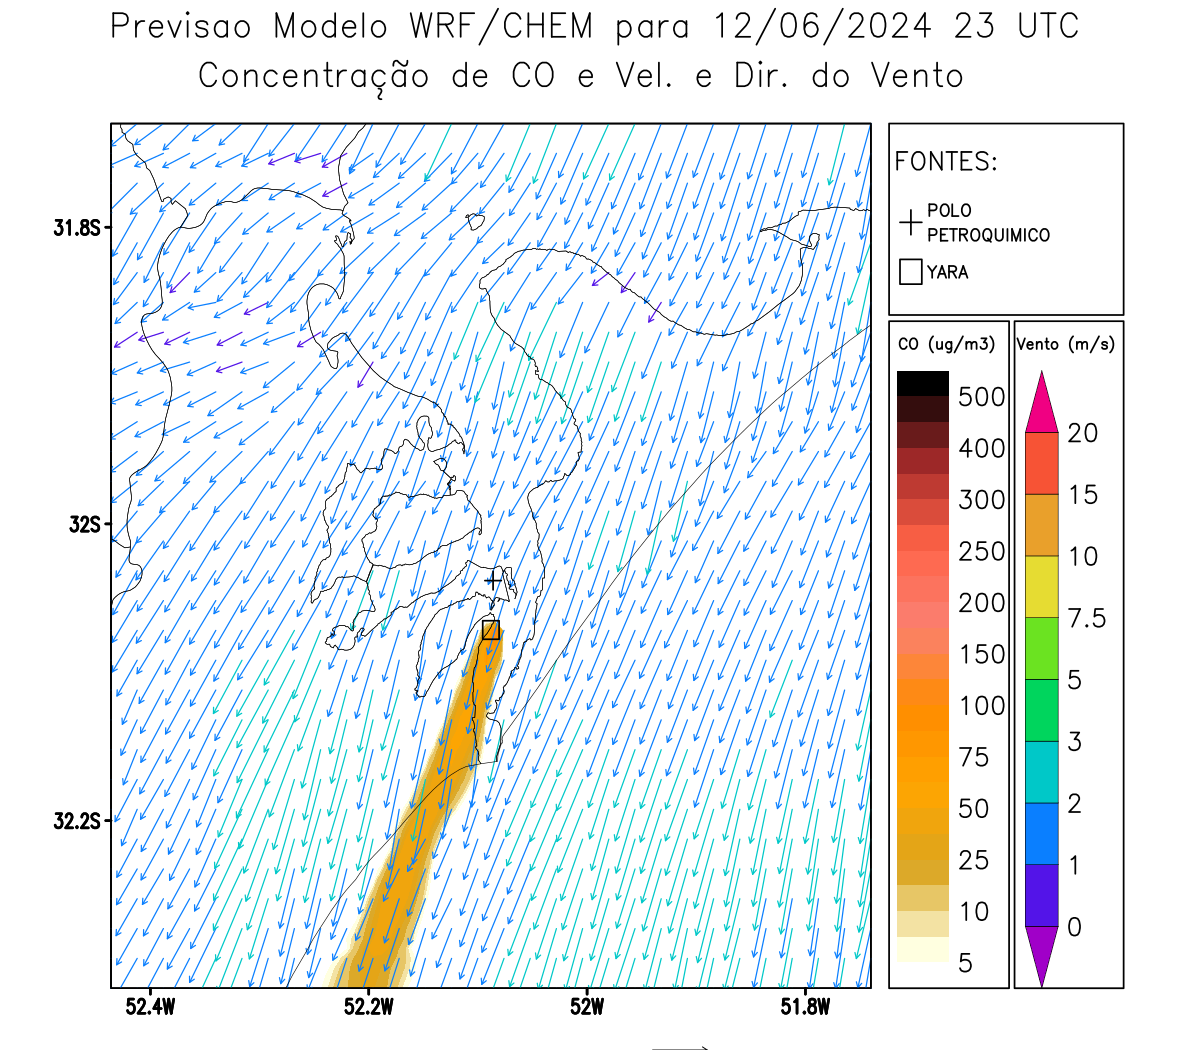 Previsao Modelo WRF/CHEM para 12/06/2024 23 UTC
Concentração de CO e Vel. e Dir. do Vento
FONTES:
POLO
PETROQUIMICO
YARA
CO (ug/m3)
500
400
300
250
200
150
100
75
50
25
10
5
Vento (m/s)
20
15
10
7.5
5
3
2
1
0
31.8S
32S
32.2S
52.4W
52.2W
52W
51.8W